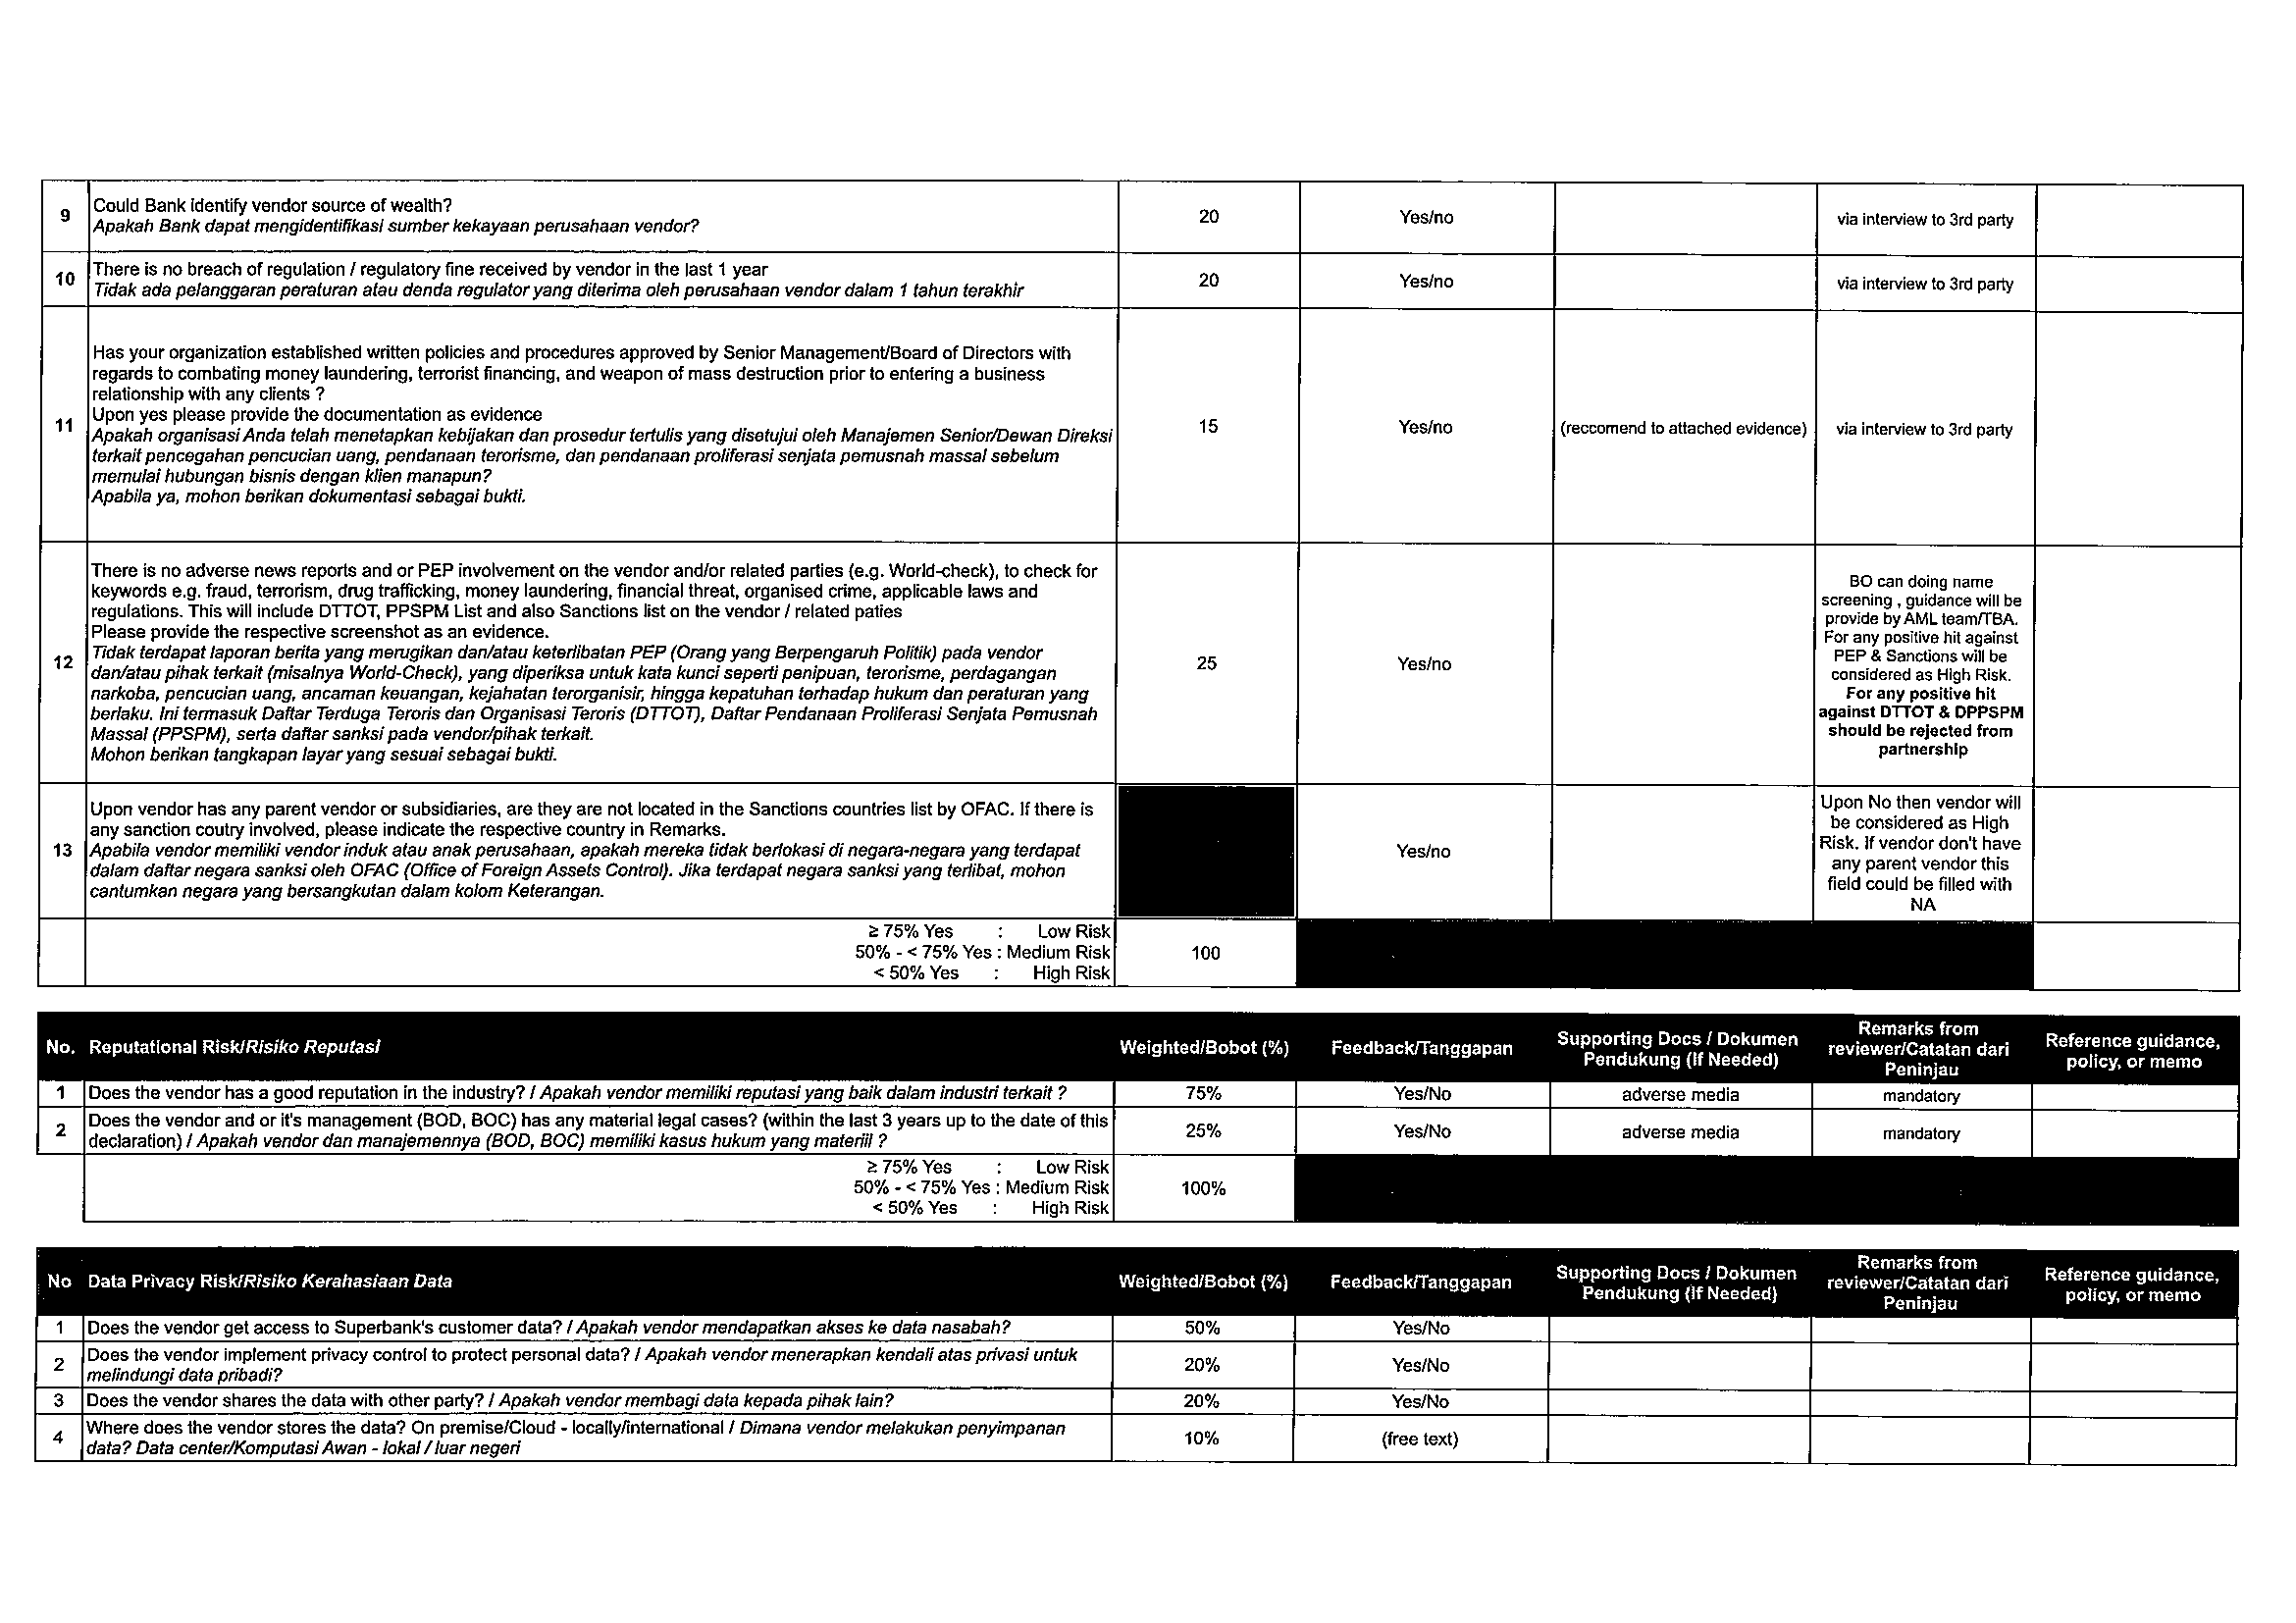 9
Could Bank identify vendor source of wealth?
Apakah Bank dapat mengidentifikasi sumber kekayaan perusahaan vendor?
20
Yes/no
via interview to 3rd party
10
There is no breach of regulation / regulatory fine received by vendor in the last 1 year
Tidak ada pelanggaran peraturan atau denda regulator yang diterima oleh perusahaan vendor dalam 1 tahun terakhir
20
Yes/no
via interview to 3rd party
11
Has your organization established written policies and procedures approved by Senior Management/Board of Directors with
regards to combating money laundering, terrorist financing, and weapon of mass destruction prior to entering a business
relationship with any clients ?
Upon yes please provide the documentation as evidence
Apakah organisasi Anda telah menetapkan kebijakan dan prosedur tertulis yang disetujui oleh Manajemen Senior/Dewan Direksi
terkait pencegahan pencucian uang, pendanaan terorisme, dan pendanaan proliferasi senjata pemusnah massal sebelum
memulai hubungan bisnis dengan klien manapun?
Apabila ya, mohon berikan dokumentasi sebagai bukti.
15
Yes/no
(reccomend to attached evidence)
via interview to 3rd party
12
There is no adverse news reports and or PEP involvement on the vendor and/or related parties (e.g. World-check), to check for
keywords e.g. fraud, terrorism, drug trafficking, money laundering, financial threat, organised crime, applicable laws and
regulations. This will include DTTOT, PPSPM List and also Sanctions list on the vendor / related paties
Please provide the respective screenshot as an evidence.
Tidak terdapat laporan berita yang merugikan dan/atau keterlibatan PEP (Orang yang Berpengaruh Politik) pada vendor
dan/atau pihak terkait (misalnya World-Check), yang diperiksa untuk kata kunci seperti penipuan, terorisme, perdagangan
narkoba, pencucian uang, ancaman keuangan, kejahatan terorganisir, hingga kepatuhan terhadap hukum dan peraturan yang
berlaku. Ini termasuk Daftar Terduga Teroris dan Organisasi Teroris (DTTOT), Daftar Pendanaan Proliferasi Senjata Pemusnah
Massal (PPSPM), serta daftar sanksi pada vendor/pihak terkait.
Mohon berikan tangkapan layar yang sesuai sebagai bukti.
25
Yes/no
BO can doing name
screening , guidance will be
provide by AML team/TBA.
For any positive hit against
PEP & Sanctions will be
considered as High Risk.
For any positive hit
against DTTOT & DPPSPM
should be rejected from
partnership
13
Upon vendor has any parent vendor or subsidiaries, are they are not located in the Sanctions countries list by OFAC. If there is
any sanction coutry involved, please indicate the respective country in Remarks.
Apabila vendor memiliki vendor induk atau anak perusahaan, apakah mereka tidak berlokasi di negara-negara yang terdapat
dalam daftar negara sanksi oleh OFAC (Office of Foreign Assets Control). Jika terdapat negara sanksi yang terlibat, mohon
cantumkan negara yang bersangkutan dalam kolom Keterangan.
Yes/no
Upon No then vendor will
be considered as High
Risk. If vendor don't have
any parent vendor this
field could be filled with
NA
≥ 75% Yes : Low Risk
50% - < 75% Yes : Medium Risk
< 50% Yes : High Risk
100
No. Reputational Risk/Risiko Reputasi
Weighted/Bobot (%)
Feedback/Tanggapan
Supporting Docs / Dokumen
Pendukung (If Needed)
Remarks from
reviewer/Catatan dari
Peninjau
Reference guidance,
policy, or memo
1 Does the vendor has a good reputation in the industry? / Apakah vendor memiliki reputasi yang baik dalam industri terkait ?
75%
Yes/No
adverse media
mandatory
2
Does the vendor and or it's management (BOD, BOC) has any material legal cases? (within the last 3 years up to the date of this
declaration) / Apakah vendor dan manajemennya (BOD, BOC) memiliki kasus hukum yang materiil ?
25%
Yes/No
adverse media
mandatory
≥ 75% Yes : Low Risk
50% - < 75% Yes : Medium Risk
< 50% Yes : High Risk
100%
No Data Privacy Risk/Risiko Kerahasiaan Data
Weighted/Bobot (%)
Feedback/Tanggapan
Supporting Docs / Dokumen
Pendukung (If Needed)
Remarks from
reviewer/Catatan dari
Peninjau
Reference guidance,
policy, or memo
1 Does the vendor get access to Superbank's customer data? / Apakah vendor mendapatkan akses ke data nasabah?
50%
Yes/No
2
Does the vendor implement privacy control to protect personal data? / Apakah vendor menerapkan kendali atas privasi untuk
melindungi data pribadi?
20%
Yes/No
3 Does the vendor shares the data with other party? / Apakah vendor membagi data kepada pihak lain?
20%
Yes/No
4
Where does the vendor stores the data? On premise/Cloud - locally/international / Dimana vendor melakukan penyimpanan
data? Data center/Komputasi Awan - lokal / luar negeri
10%
(free text)